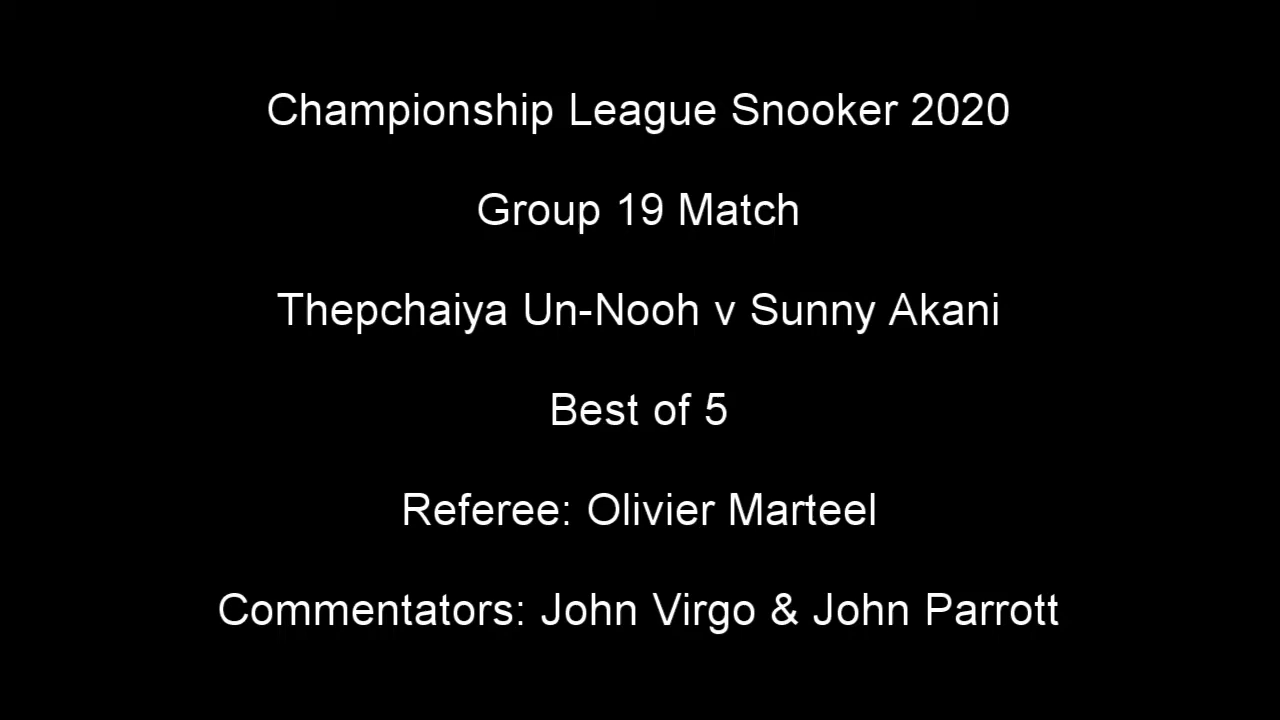 Championship League Snooker 2020
Group 19 Match
Thepchaiya Un-Nooh v Sunny Akani
Best of 5
Referee: Olivier Marteel
Commentators: John Virgo & John Parrott